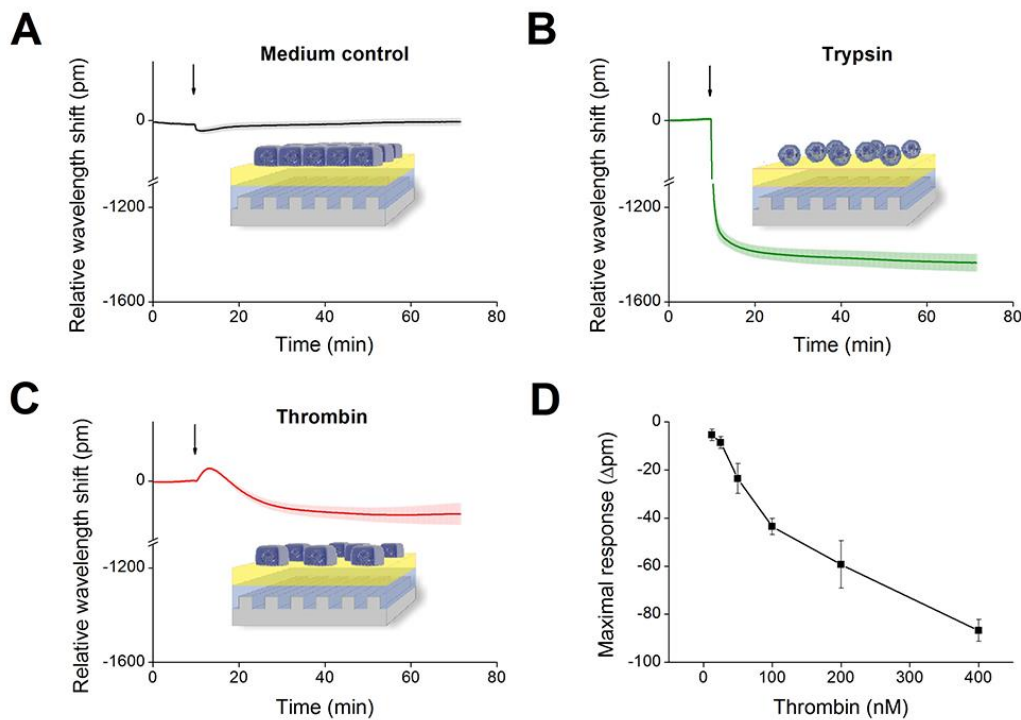 A
Medium control
Relative wavelength shift (pm)
0
-1200
-1600
0 20 40 60 80
Time (min)
B
Trypsin
Relative wavelength shift (pm)
0
-1200
-1600
0 20 40 60 80
Time (min)
C
Thrombin
Relative wavelength shift (pm)
0
-1200
-1600
0 20 40 60 80
Time (min)
D
Maximal response (Δpm)
0
-20
-40
-60
-80
-100
0 100 200 300 400
Thrombin (nM)